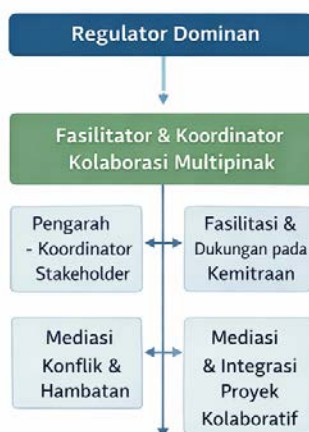 Regulator Dominan
Fasilitator & Koordinator
Kolaborasi Multipinak
Pengarah
- Koordinator
Stakeholder
Fasilitasi &
Dukungan pada
Kemitraan
Mediasi
Konflik &
Hambatan
Mediasi
& Integrasi
Proyek
Kolaboratif